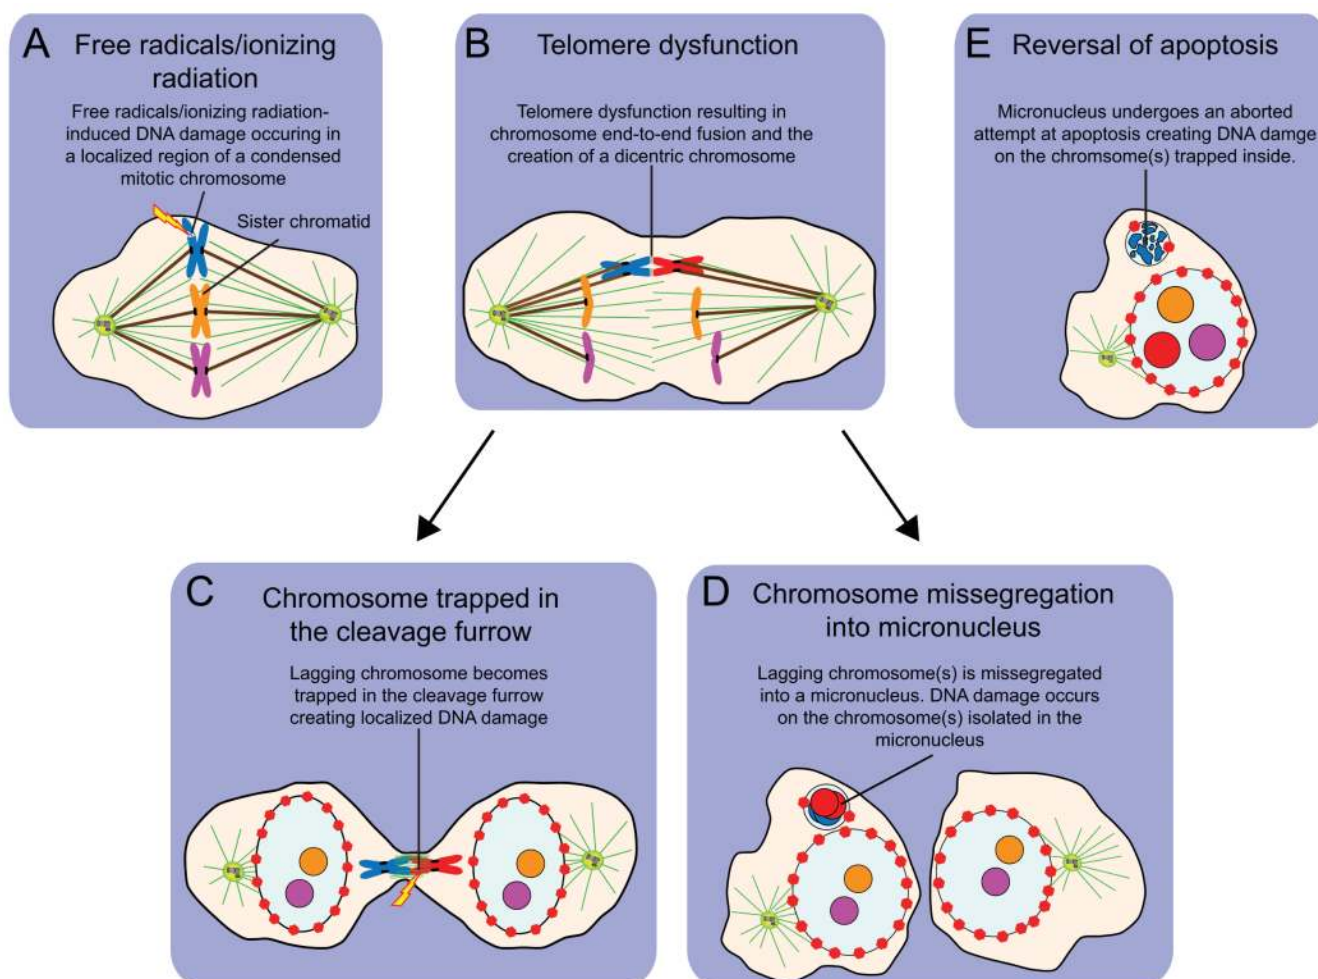 A
Free radicals/ionizing
radiation
Free radicals/ionizing radiation-
induced DNA damage occuring in
a localized region of a condensed
mitotic chromosome
Sister chromatid
B
Telomere dysfunction
Telomere dysfunction resulting in
chromosome end-to-end fusion and the
creation of a dicentric chromosome
E
Reversal of apoptosis
Micronucleus undergoes an aborted
attempt at apoptosis creating DNA damge
on the chromsome(s) trapped inside.
C
Chromosome trapped in
the cleavage furrow
Lagging chromosome becomes
trapped in the cleavage furrow
creating localized DNA damage
D
Chromosome missegregation
into micronucleus
Lagging chromosome(s) is missegregated
into a micronucleus. DNA damage occurs
on the chromosome(s) isolated in the
micronucleus